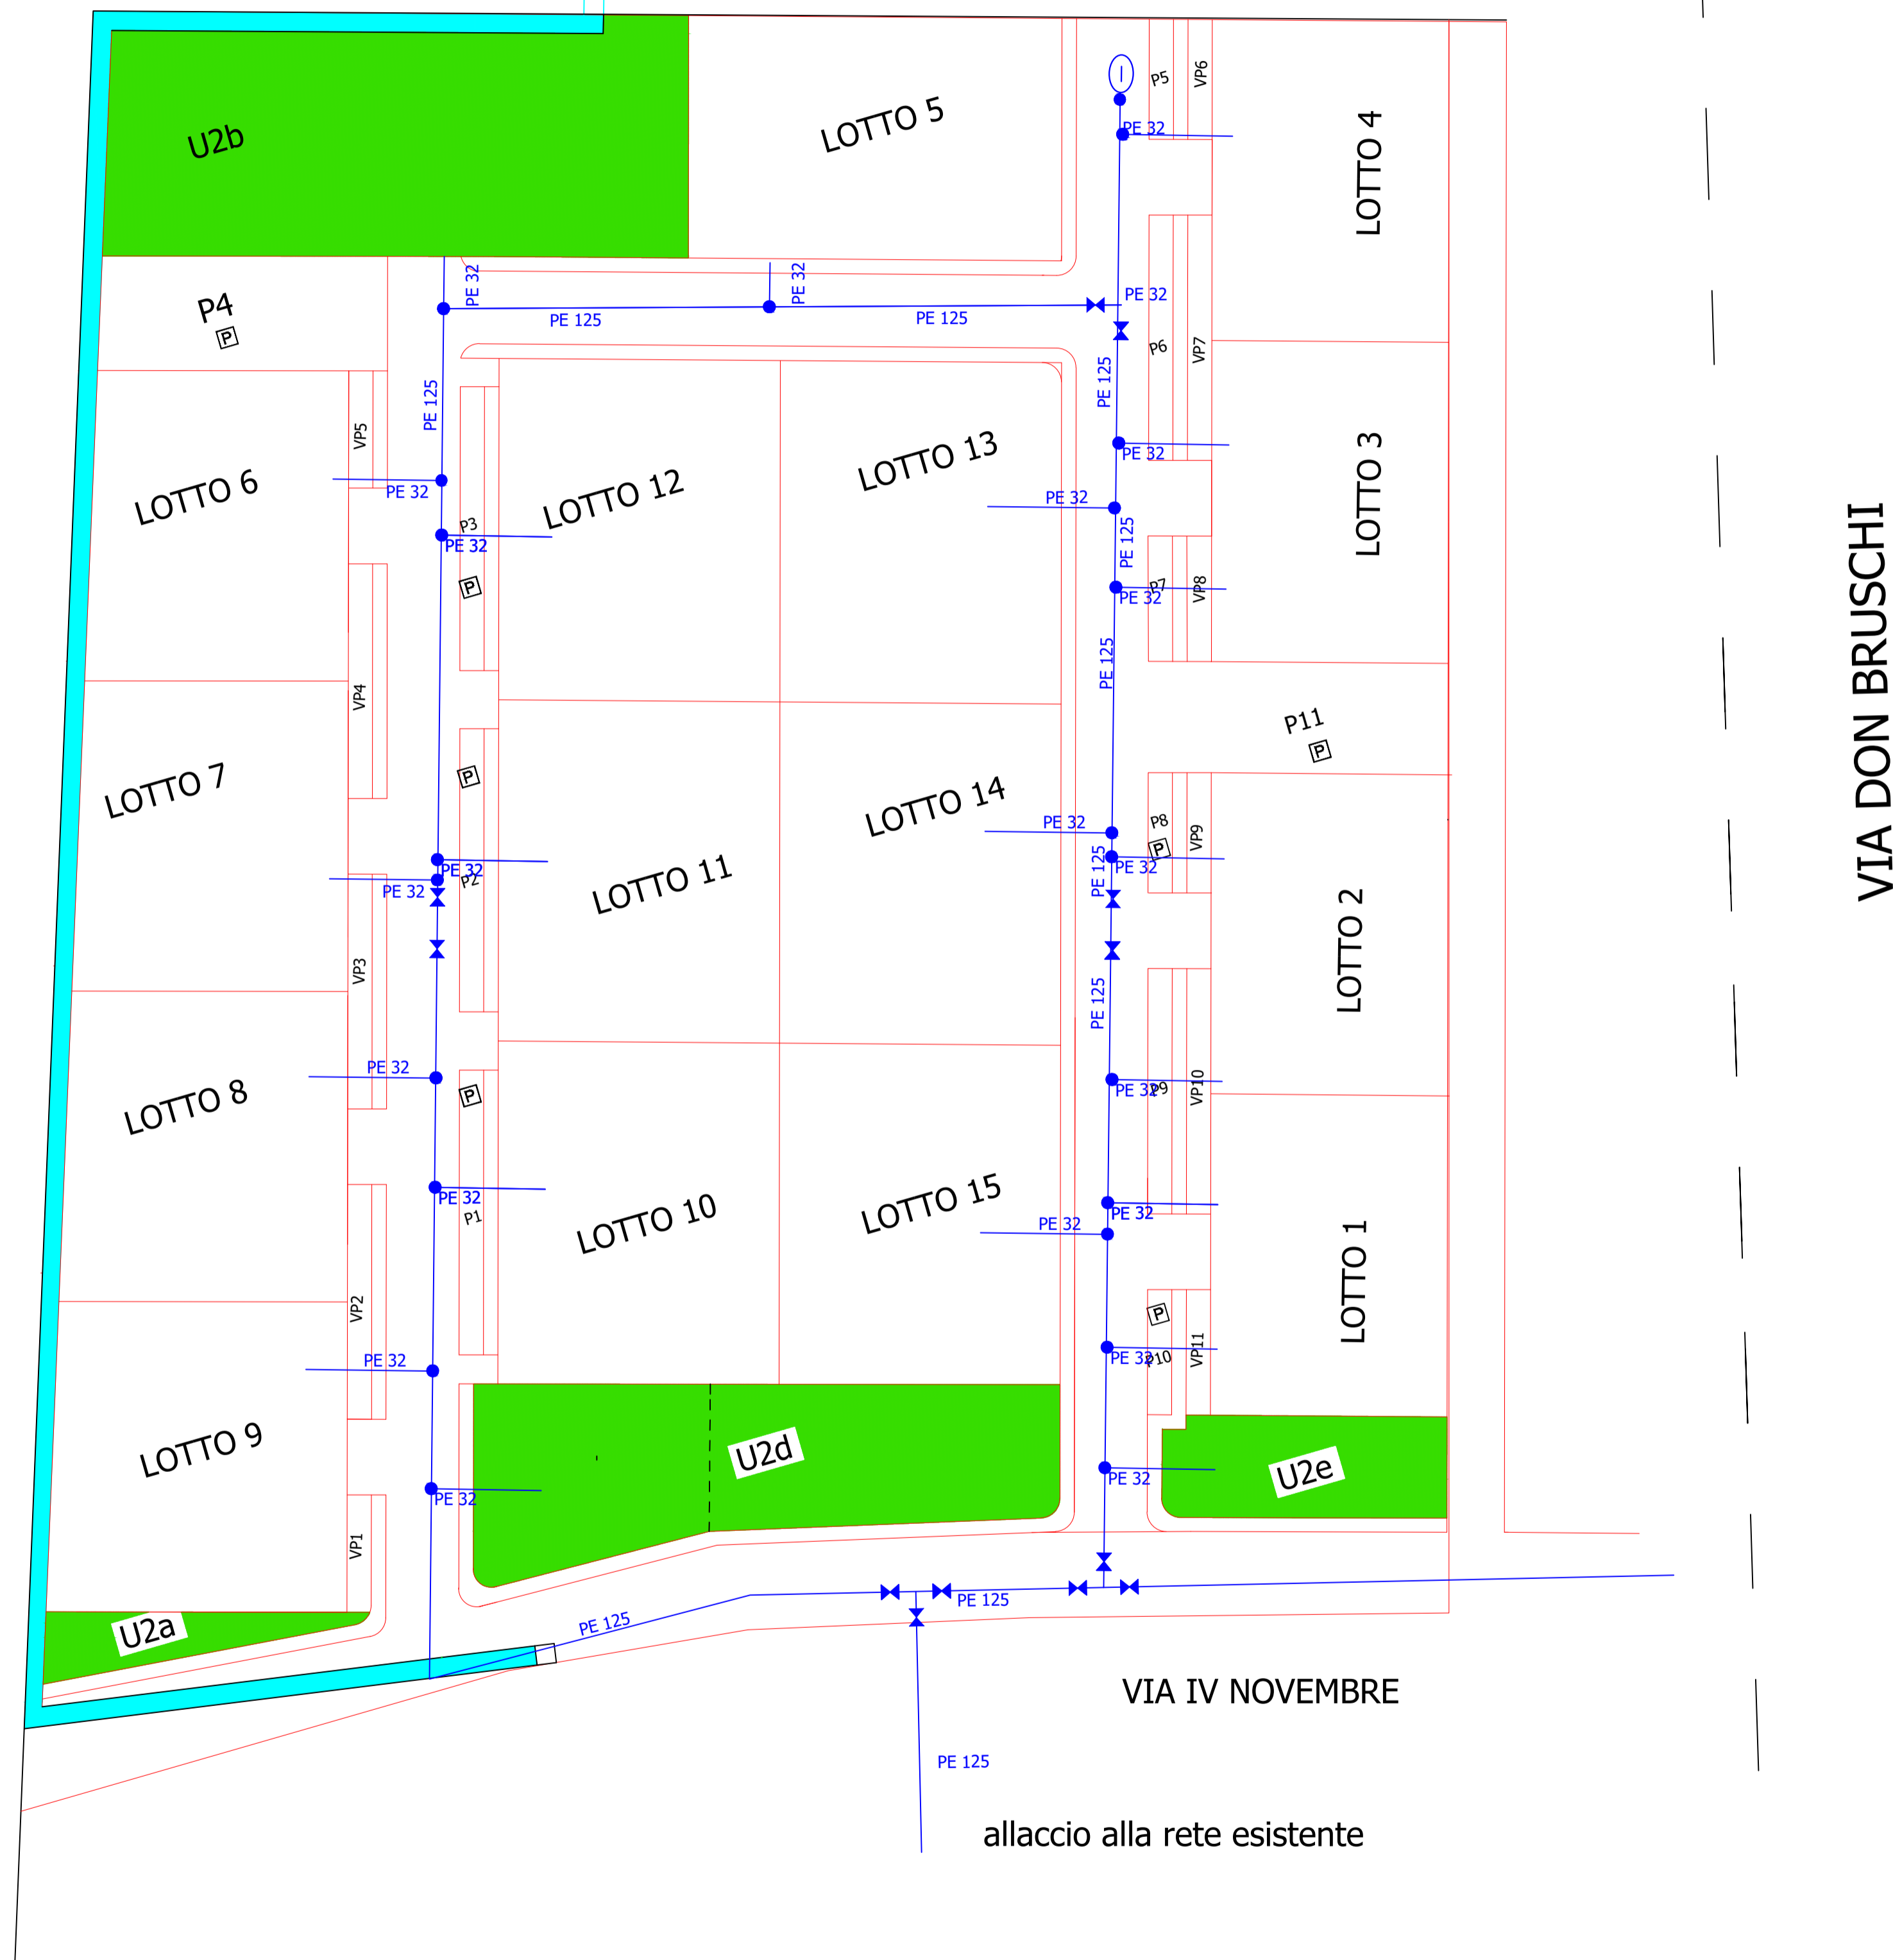 U2b
LOTTO 5
P5
VP6
PE 32
LOTTO 4
P4
P
PE 32
PE 32
PE 32
PE 125
PE 125
P6
VP7
PE 125
PE 125
VP5
LOTTO 6
PE 32
P3
PE 32
P
LOTTO 12
LOTTO 13
PE 32
PE 32
PE 125
P7
VP8
PE 32
LOTTO 3
VIA DON BRUSCHI
PE 125
VP4
LOTTO 7
P
P11
P
LOTTO 14
PE 32
P8
P
VP9
PE 125
PE 32
PE 32
P2
PE 32
LOTTO 11
LOTTO 2
VP3
PE 125
LOTTO 8
PE 32
P
PE 32
P9
VP10
PE 32
P1
LOTTO 10
LOTTO 15
PE 32
PE 32
LOTTO 1
VP2
PE 32
P
PE 32
P10
VP11
LOTTO 9
PE 32
U2d
PE 32
U2e
VP1
U2a
PE 125
PE 125
VIA IV NOVEMBRE
PE 125
allaccio alla rete esistente